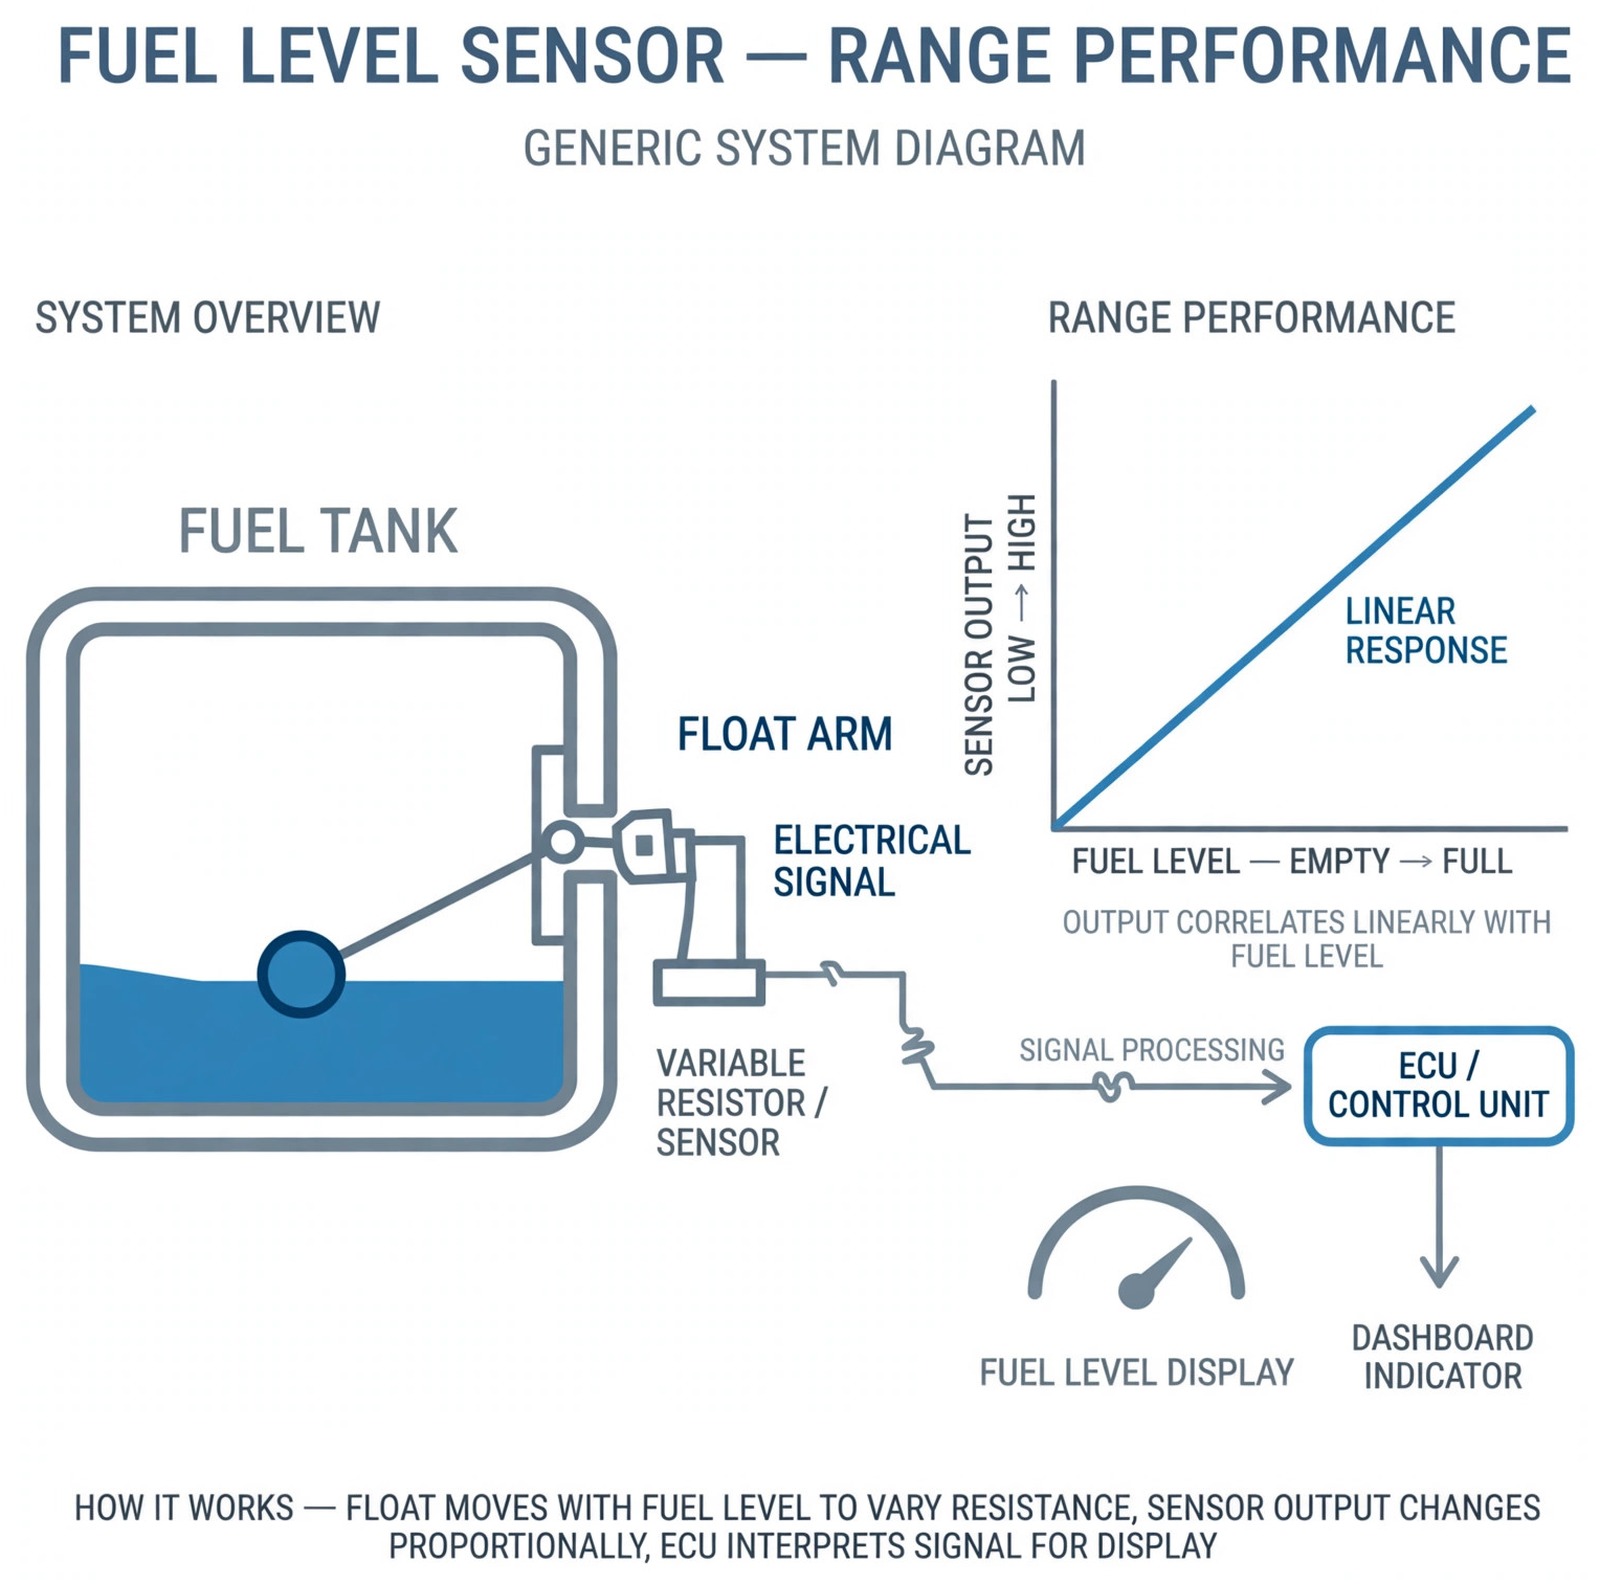 FUEL LEVEL SENSOR — RANGE PERFORMANCE
GENERIC SYSTEM DIAGRAM
SYSTEM OVERVIEW
FUEL TANK
FLOAT ARM
ELECTRICAL
SIGNAL
VARIABLE
RESISTOR /
SENSOR
RANGE PERFORMANCE
SENSOR OUTPUT
LOW → HIGH
LINEAR
RESPONSE
FUEL LEVEL — EMPTY → FULL
OUTPUT CORRELATES LINEARLY WITH
FUEL LEVEL
SIGNAL PROCESSING
ECU /
CONTROL UNIT
FUEL LEVEL DISPLAY
DASHBOARD
INDICATOR
HOW IT WORKS — FLOAT MOVES WITH FUEL LEVEL TO VARY RESISTANCE, SENSOR OUTPUT CHANGES
PROPORTIONALLY, ECU INTERPRETS SIGNAL FOR DISPLAY